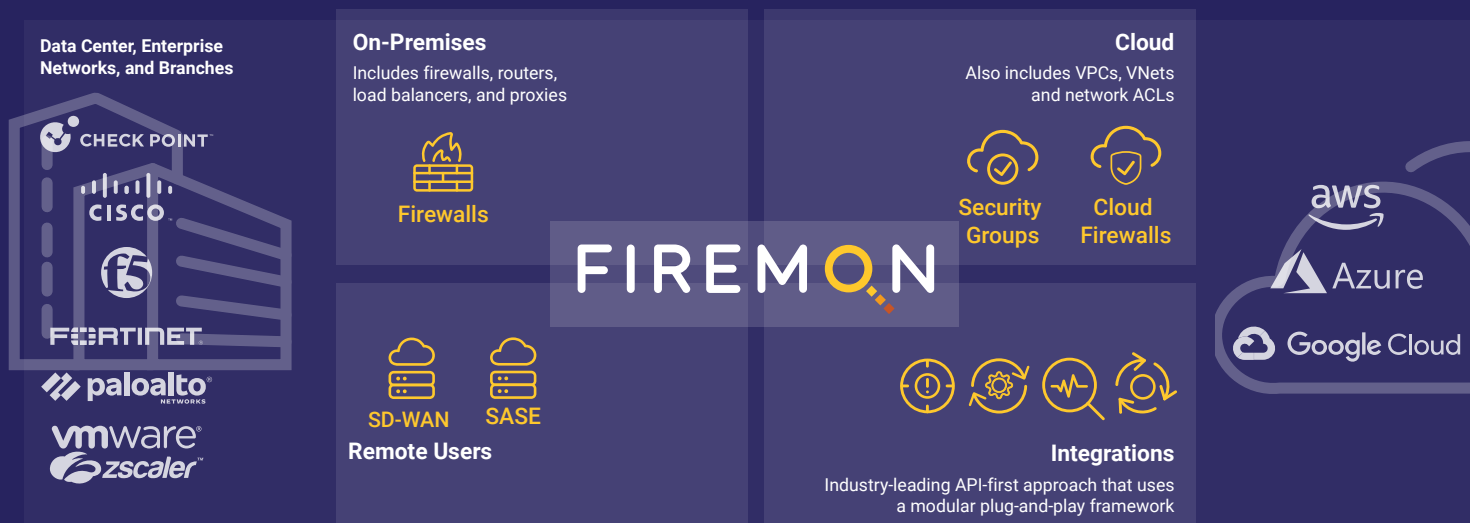 Data Center, Enterprise
Networks, and Branches
CHECK POINT™
CISCO™
f5
FORTINET®
paloalto®
NETWORKS
vmware®
zscaler™
On-Premises
Includes firewalls, routers,
load balancers, and proxies
Firewalls
Cloud
Also includes VPCs, VNets
and network ACLs
Security
Groups
Cloud
Firewalls
FIREMON
SD-WAN
SASE
Remote Users
Integrations
Industry-leading API-first approach that uses
a modular plug-and-play framework
aws
Azure
Google Cloud